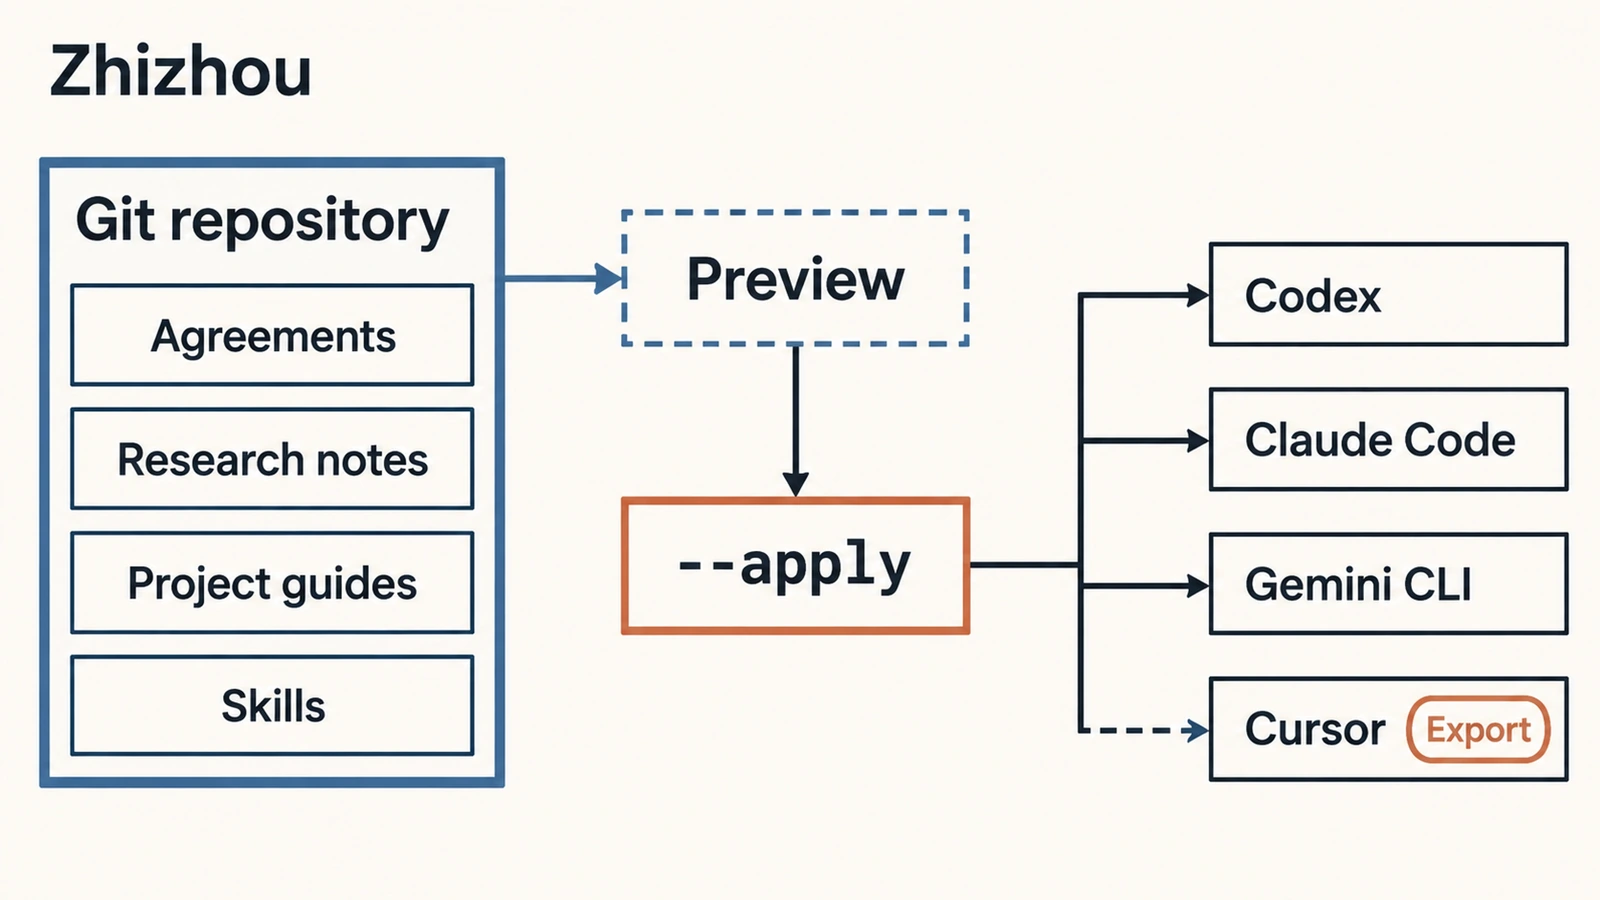 Zhizhou
Git repository
Agreements
Research notes
Project guides
Skills
Preview
--apply
Codex
Claude Code
Gemini CLI
Cursor
Export